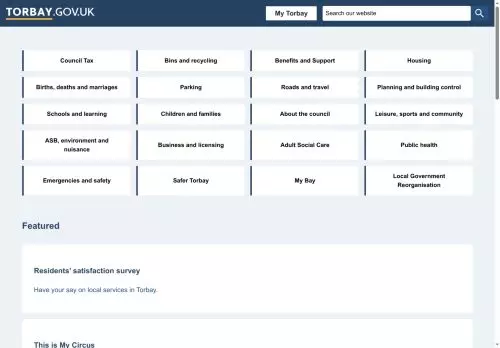 TORBAY.GOV.UK
My Torbay
Search our website
Council Tax
Bins and recycling
Benefits and Support
Housing
Births, deaths and marriages
Parking
Roads and travel
Planning and building control
Schools and learning
Children and families
About the council
Leisure, sports and community
ASB, environment and
nuisance
Business and licensing
Adult Social Care
Public health
Emergencies and safety
Safer Torbay
My Bay
Local Government
Reorganisation
Featured
Residents' satisfaction survey
Have your say on local services in Torbay.
This is My Circus